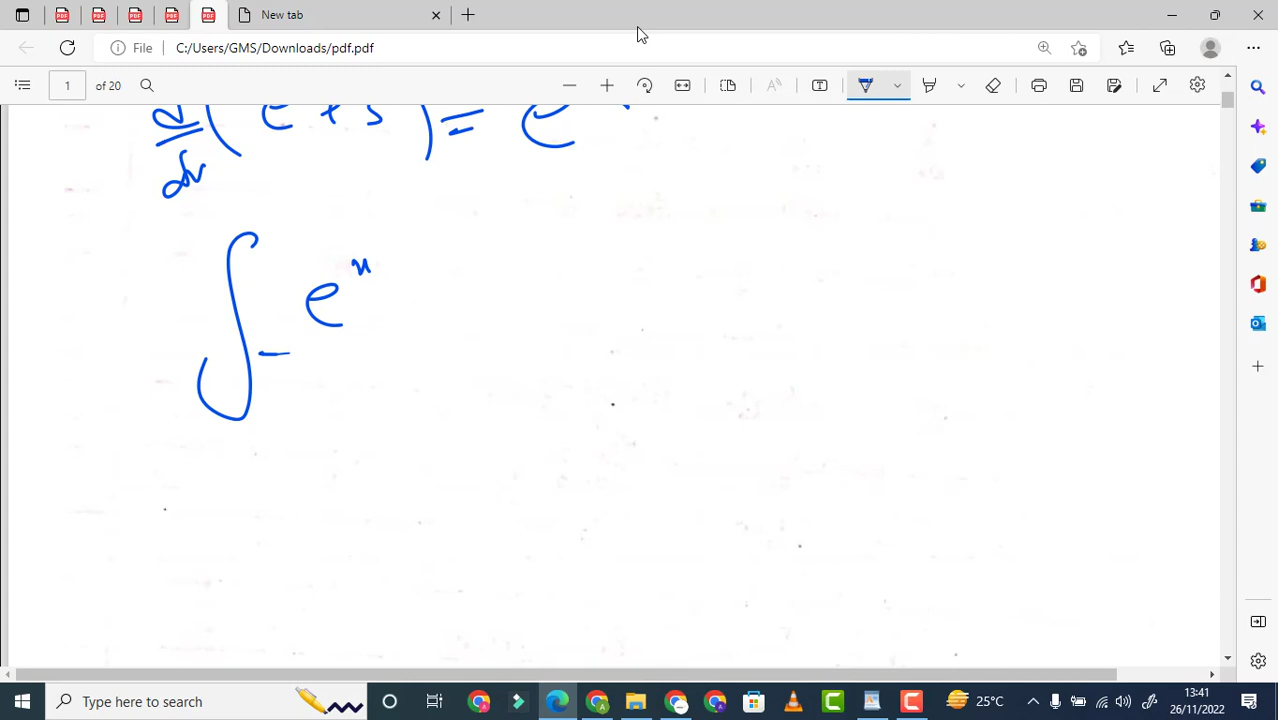 New tab
File C:/Users/GMS/Downloads/pdf.pdf
1 of 20
d/dx (e + 5) = e
∫ e^x
Type here to search
25°C
13:41
26/11/2022